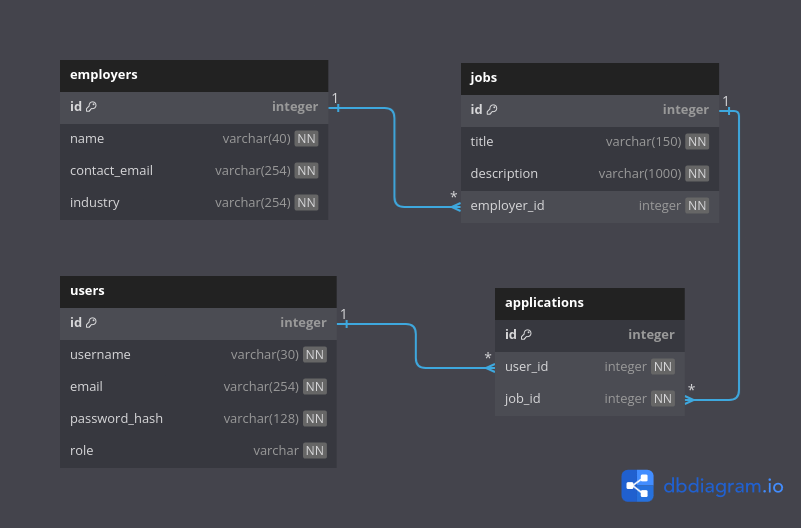 employers
id integer
name varchar(40) NN
contact_email varchar(254) NN
industry varchar(254) NN
1
*
jobs
id integer
title varchar(150) NN
description varchar(1000) NN
employer_id integer NN
1
*
users
id integer
username varchar(30) NN
email varchar(254) NN
password_hash varchar(128) NN
role varchar NN
1
*
applications
id integer
user_id integer NN
job_id integer NN
dbdiagram.io